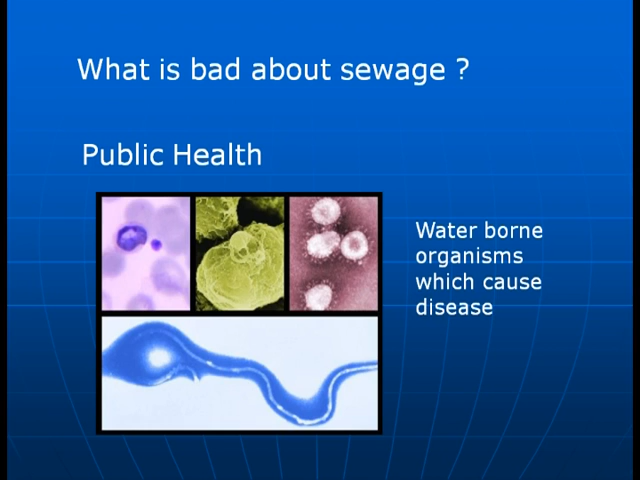 What is bad about sewage ?
Public Health
Water borne
organisms
which cause
disease